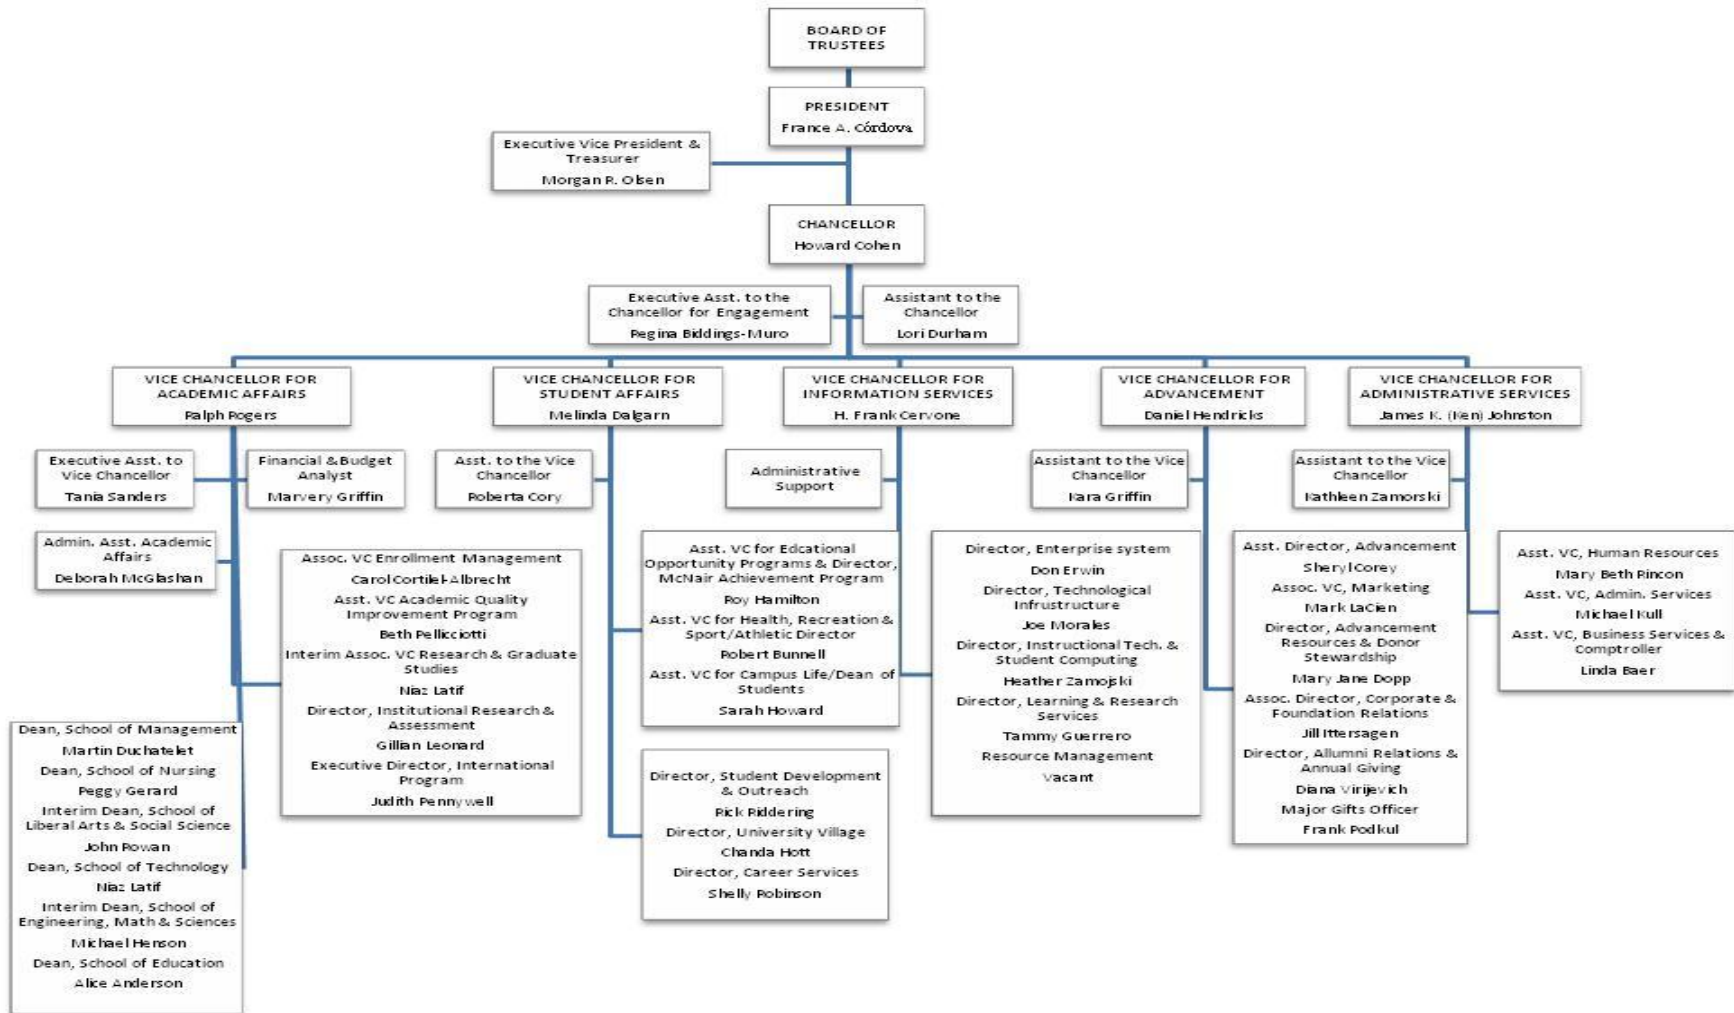 BOARD OF
TRUSTEES
PRESIDENT
France A. Córdova
Executive Vice President &
Treasurer
Morgan R. Olsen
CHANCELLOR
Howard Cohen
Executive Asst. to the
Chancellor for Engagement
Regina Biddings-Muro
Assistant to the
Chancellor
Lori Durham
VICE CHANCELLOR FOR
ACADEMIC AFFAIRS
Ralph Rogers
VICE CHANCELLOR FOR
STUDENT AFFAIRS
Melinda Dalgarn
VICE CHANCELLOR FOR
INFORMATION SERVICES
H. Frank Cervone
VICE CHANCELLOR FOR
ADVANCEMENT
Daniel Hendricks
VICE CHANCELLOR FOR
ADMINISTRATIVE SERVICES
James K. (Ken) Johnston
Executive Asst. to
Vice Chancellor
Tania Sanders
Financial & Budget
Analyst
Marvery Griffin
Asst. to the Vice
Chancellor
Roberta Cory
Administrative
Support
Assistant to the Vice
Chancellor
Kara Griffin
Assistant to the Vice
Chancellor
Kathleen Zamorski
Admin. Asst. Academic
Affairs
Deborah McGlashan
Assoc. VC Enrollment Management
Carol Cortilel-Albrecht
Asst. VC Academic Quality
Improvement Program
Beth Pellicciotti
Interim Assoc. VC Research & Graduate
Studies
Niaz Latif
Director, Institutional Research &
Assessment
Gillian Leonard
Executive Director, International
Program
Judith Pennywell
Asst. VC for Edcational
Opportunity Programs & Director,
McNair Achievement Program
Roy Hamilton
Asst. VC for Health, Recreation &
Sport/Athletic Director
Robert Bunnell
Asst. VC for Campus Life/Dean of
Students
Sarah Howard
Director, Enterprise system
Don Erwin
Director, Technological
Infrustructure
Joe Morales
Director, Instructional Tech. &
Student Computing
Heather Zamojski
Director, Learning & Research
Services
Tammy Guerrero
Resource Management
Vacant
Asst. Director, Advancement
Sheryl Corey
Assoc. VC, Marketing
Mark LaCien
Director, Advancement
Resources & Donor
Stewardship
Mary Jane Dopp
Assoc. Director, Corporate &
Foundation Relations
Jill Ittersagen
Director, Allumni Relations &
Annual Giving
Diana Virijevich
Major Gifts Officer
Frank Podkul
Asst. VC, Human Resources
Mary Beth Rincon
Asst. VC, Admin. Services
Michael Kull
Asst. VC, Business Services &
Comptroller
Linda Baer
Dean, School of Management
Martin Duchatelet
Dean, School of Nursing
Peggy Gerard
Interim Dean, School of
Liberal Arts & Social Science
John Rowan
Dean, School of Technology
Niaz Latif
Interim Dean, School of
Engineering, Math & Sciences
Michael Henson
Dean, School of Education
Alice Anderson
Director, Student Development
& Outreach
Rick Riddering
Director, University Village
Chanda Hott
Director, Career Services
Shelly Robinson